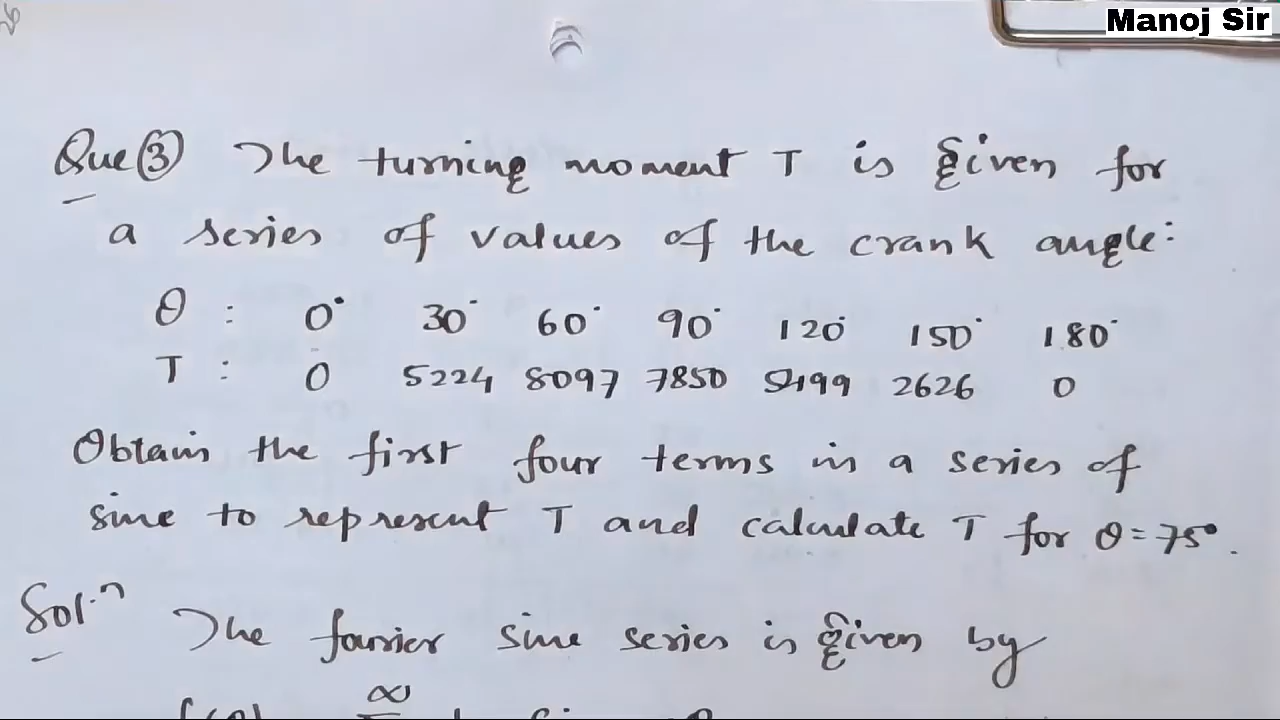 Manoj Sir
Que③ The turning moment T is given for
a series of values of the crank angle:
θ : 0° 30° 60° 90° 120° 150° 180°
T : 0 5224 8097 7850 5499 2626 0
Obtain the first four terms in a series of
sine to represent T and calculate T for θ=75°.
Sol.ⁿ The fourier sine series is given by
∞